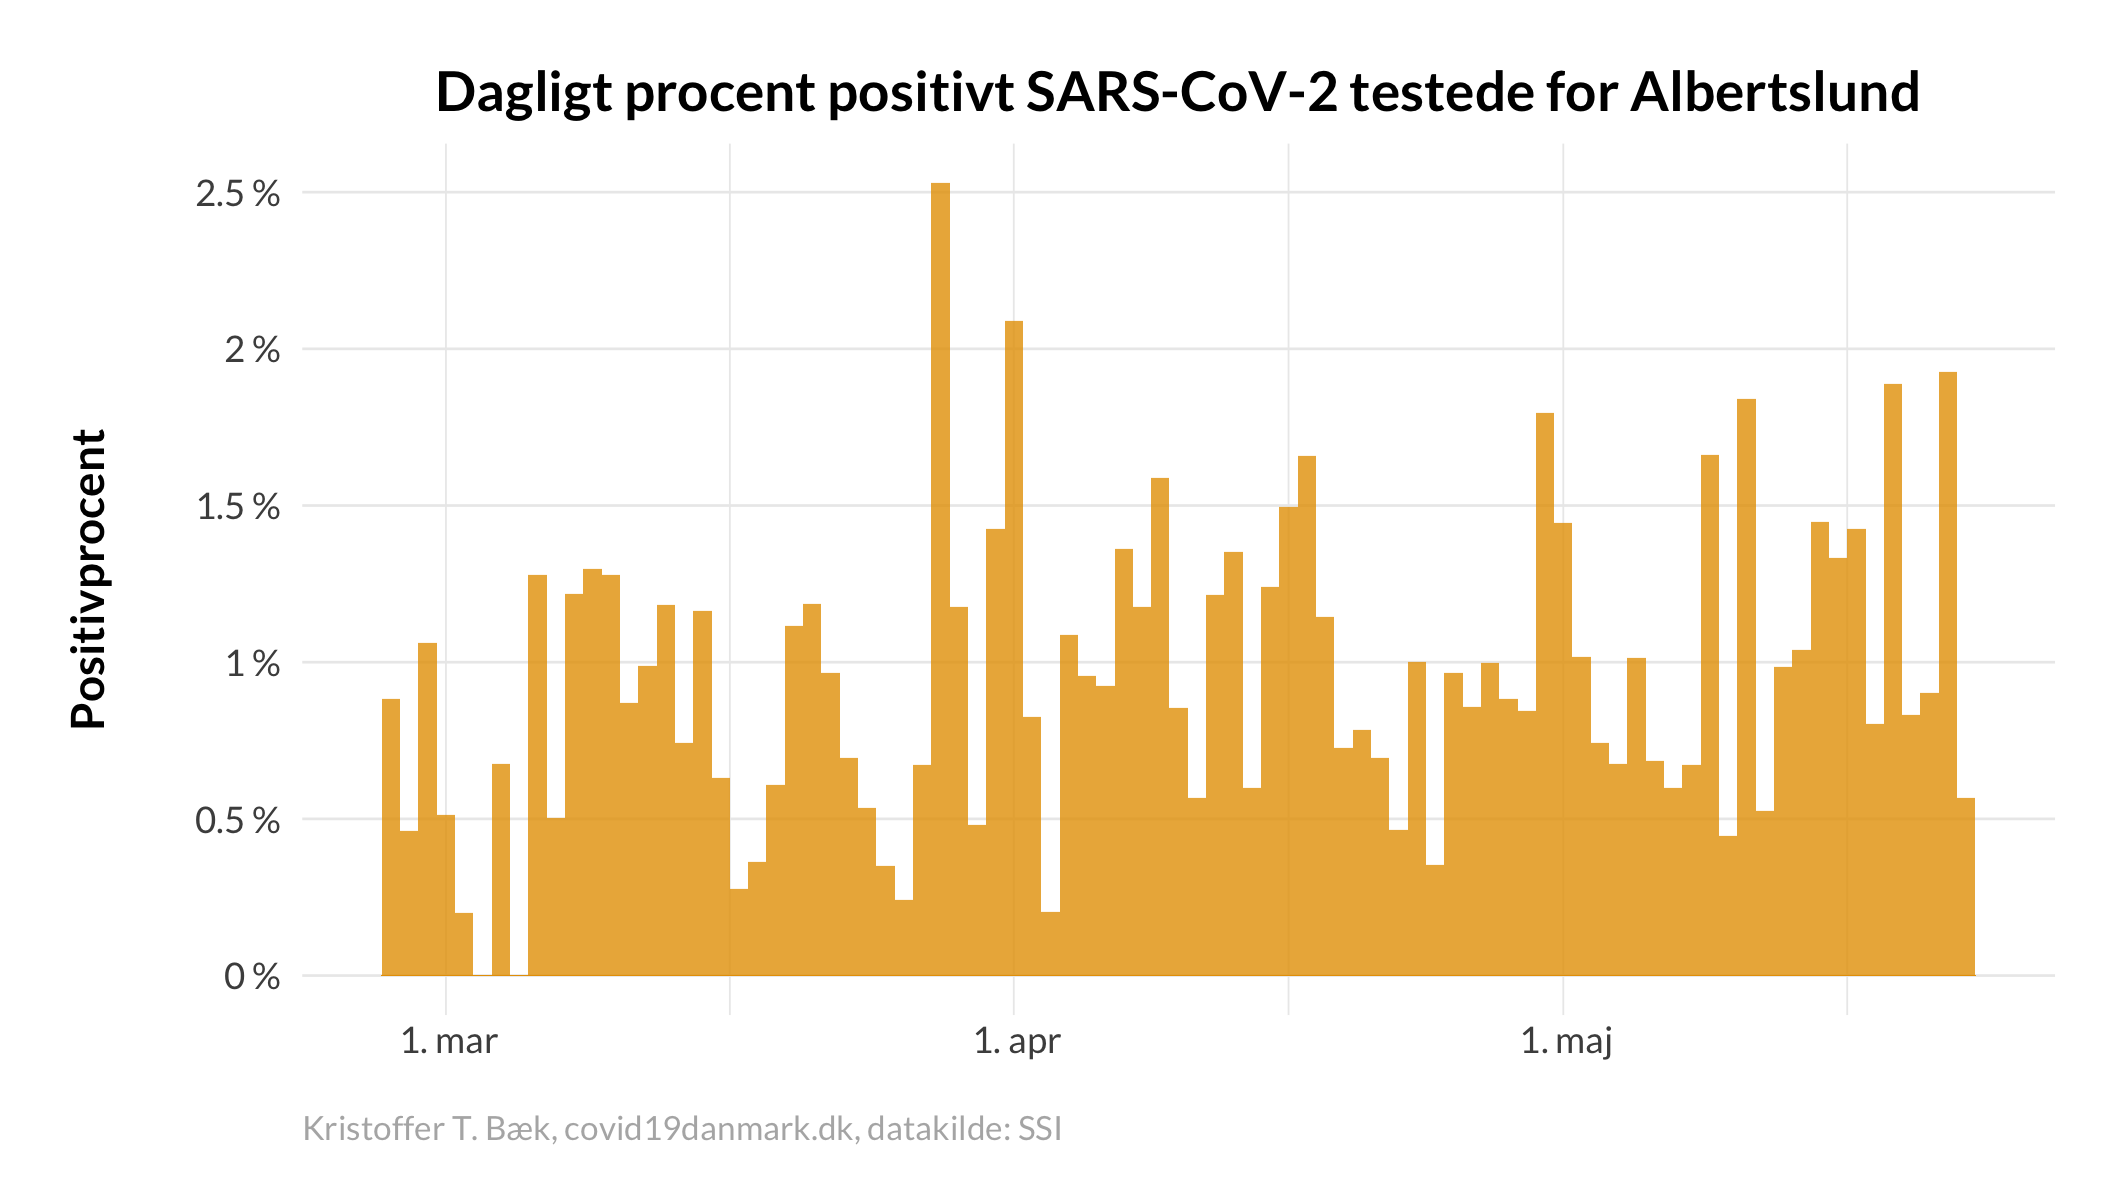 Dagligt procent positivt SARS-CoV-2 testede for Albertslund
Positivprocent
2.5 %
2 %
1.5 %
1 %
0.5 %
0 %
1. mar
1. apr
1. maj
Kristoffer T. Bæk, covid19danmark.dk, datakilde: SSI